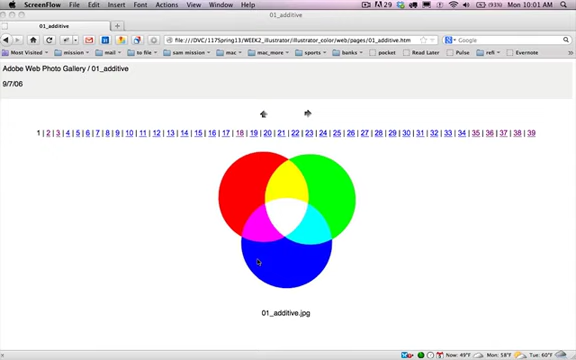 ScreenFlow File Edit Insert Font Actions Arrange View Window Help (93%) Mon 10:01 AM
01_additive
file:///DVC/117Spring13/WEEK2_illustrator/illustrator_color/web/pages/01_additive.htm
Most Visited mission mail to file sam mission mac mac_more sports banks pocket Read Later Pursue refi Evernote
Adobe Web Photo Gallery / 01_additive
9/7/06
1 | 2 | 3 | 4 | 5 | 6 | 7 | 8 | 9 | 10 | 11 | 12 | 13 | 14 | 15 | 16 | 17 | 18 | 19 | 20 | 21 | 22 | 23 | 24 | 25 | 26 | 27 | 28 | 29 | 30 | 31 | 32 | 33 | 34 | 35 | 36 | 37 | 38 | 39
01_additive.jpg
Now: 49°F Mon: 58°F Tue: 60°F